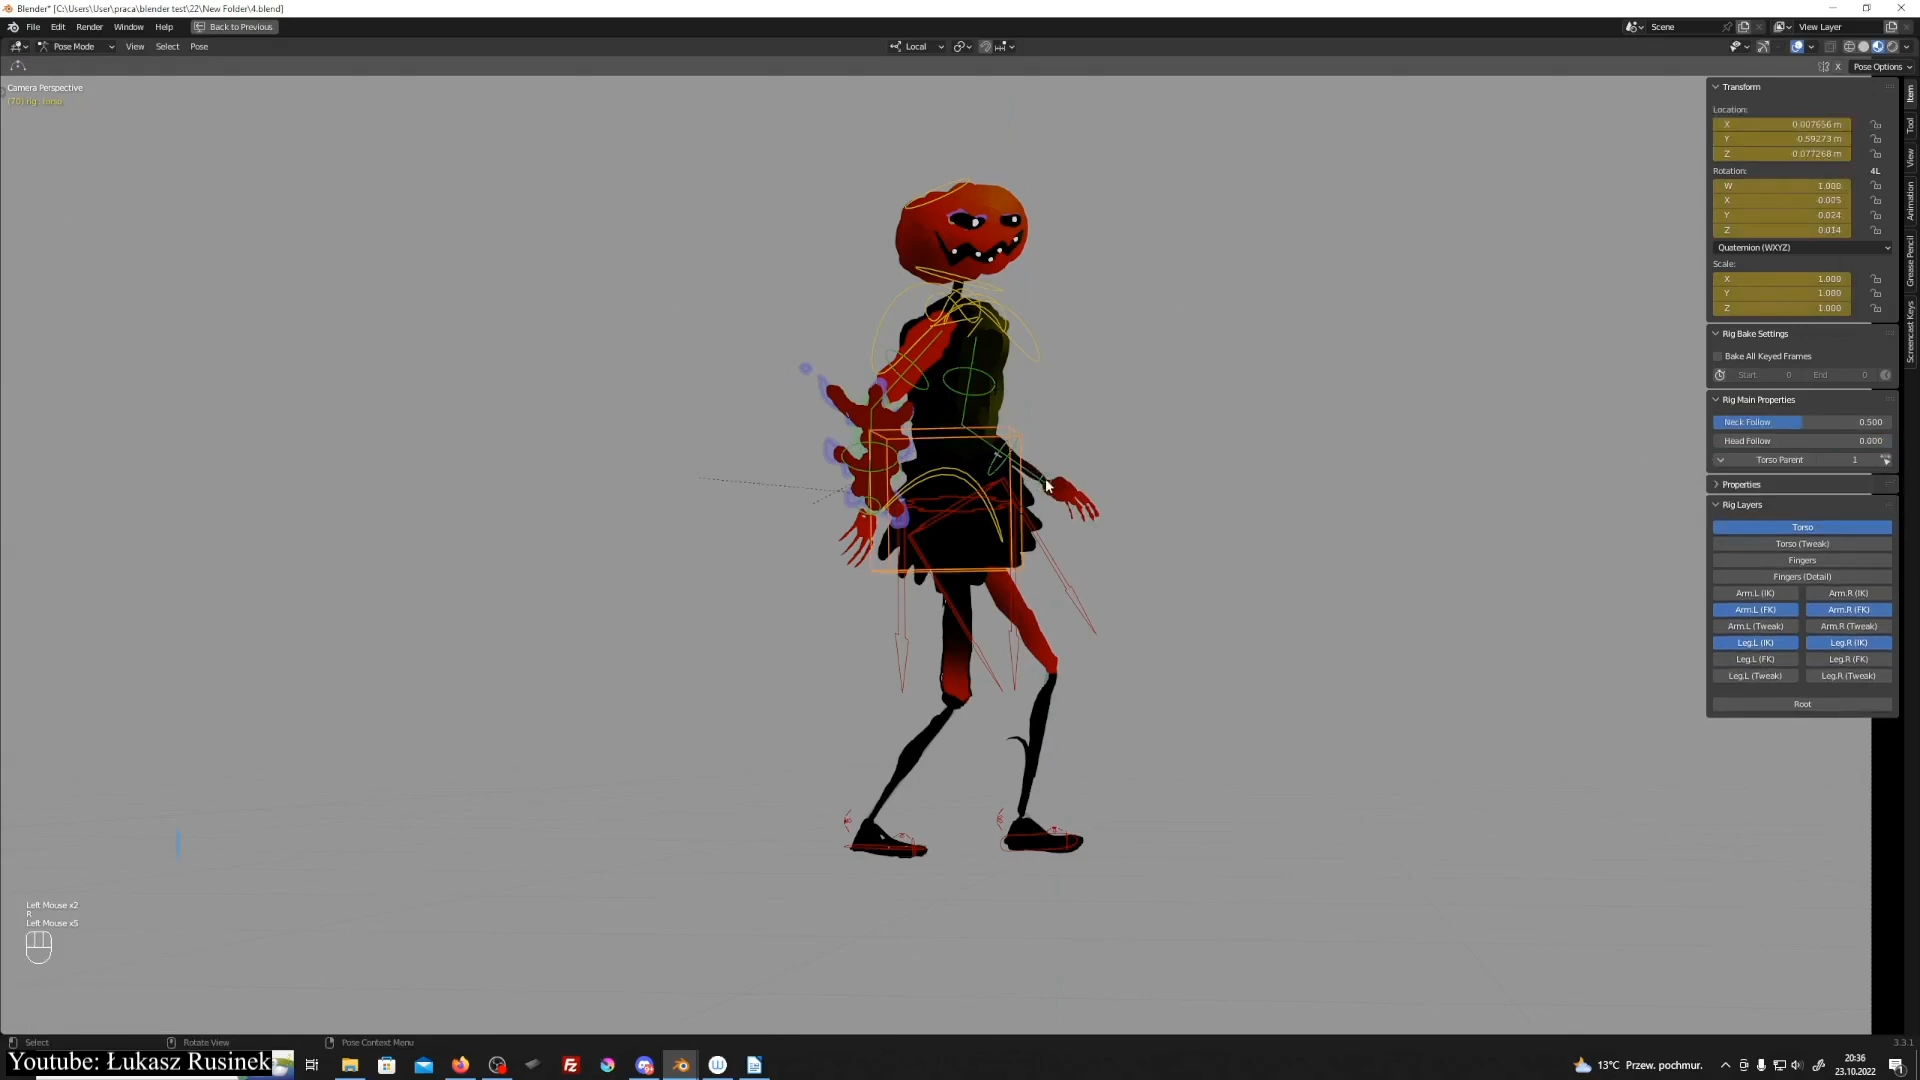 Blender* [C:\Users\User\praca\blender test\22\New Folder\4.blend]
File Edit Render Window Help Back to Previous
Scene View Layer
Pose Mode View Select Pose
Local
X Pose Options
Camera Perspective
(70) rig : torso
Transform
Location:
X 0.007656 m
Y -0.59273 m
Z -0.077268 m
Rotation: 4L
W 1.000
X -0.005
Y 0.024
Z 0.014
Quaternion (WXYZ)
Scale:
X 1.000
Y 1.000
Z 1.000
Rig Bake Settings
Bake All Keyed Frames
Start 0 End 0
Rig Main Properties
Neck Follow 0.500
Head Follow 0.000
Torso Parent 1
Properties
Rig Layers
Torso
Torso (Tweak)
Fingers
Fingers (Detail)
Arm.L (IK) Arm.R (IK)
Arm.L (FK) Arm.R (FK)
Arm.L (Tweak) Arm.R (Tweak)
Leg.L (IK) Leg.R (IK)
Leg.L (FK) Leg.R (FK)
Leg.L (Tweak) Leg.R (Tweak)
Root
Item
Tool
View
Animation
Grease Pencil
Screencast Keys
Left Mouse x2
R
Left Mouse x5
Select Rotate View Pose Context Menu
3.3.1
Youtube: Łukasz Rusinek
13°C Przew. pochmur.
20:36
23.10.2022